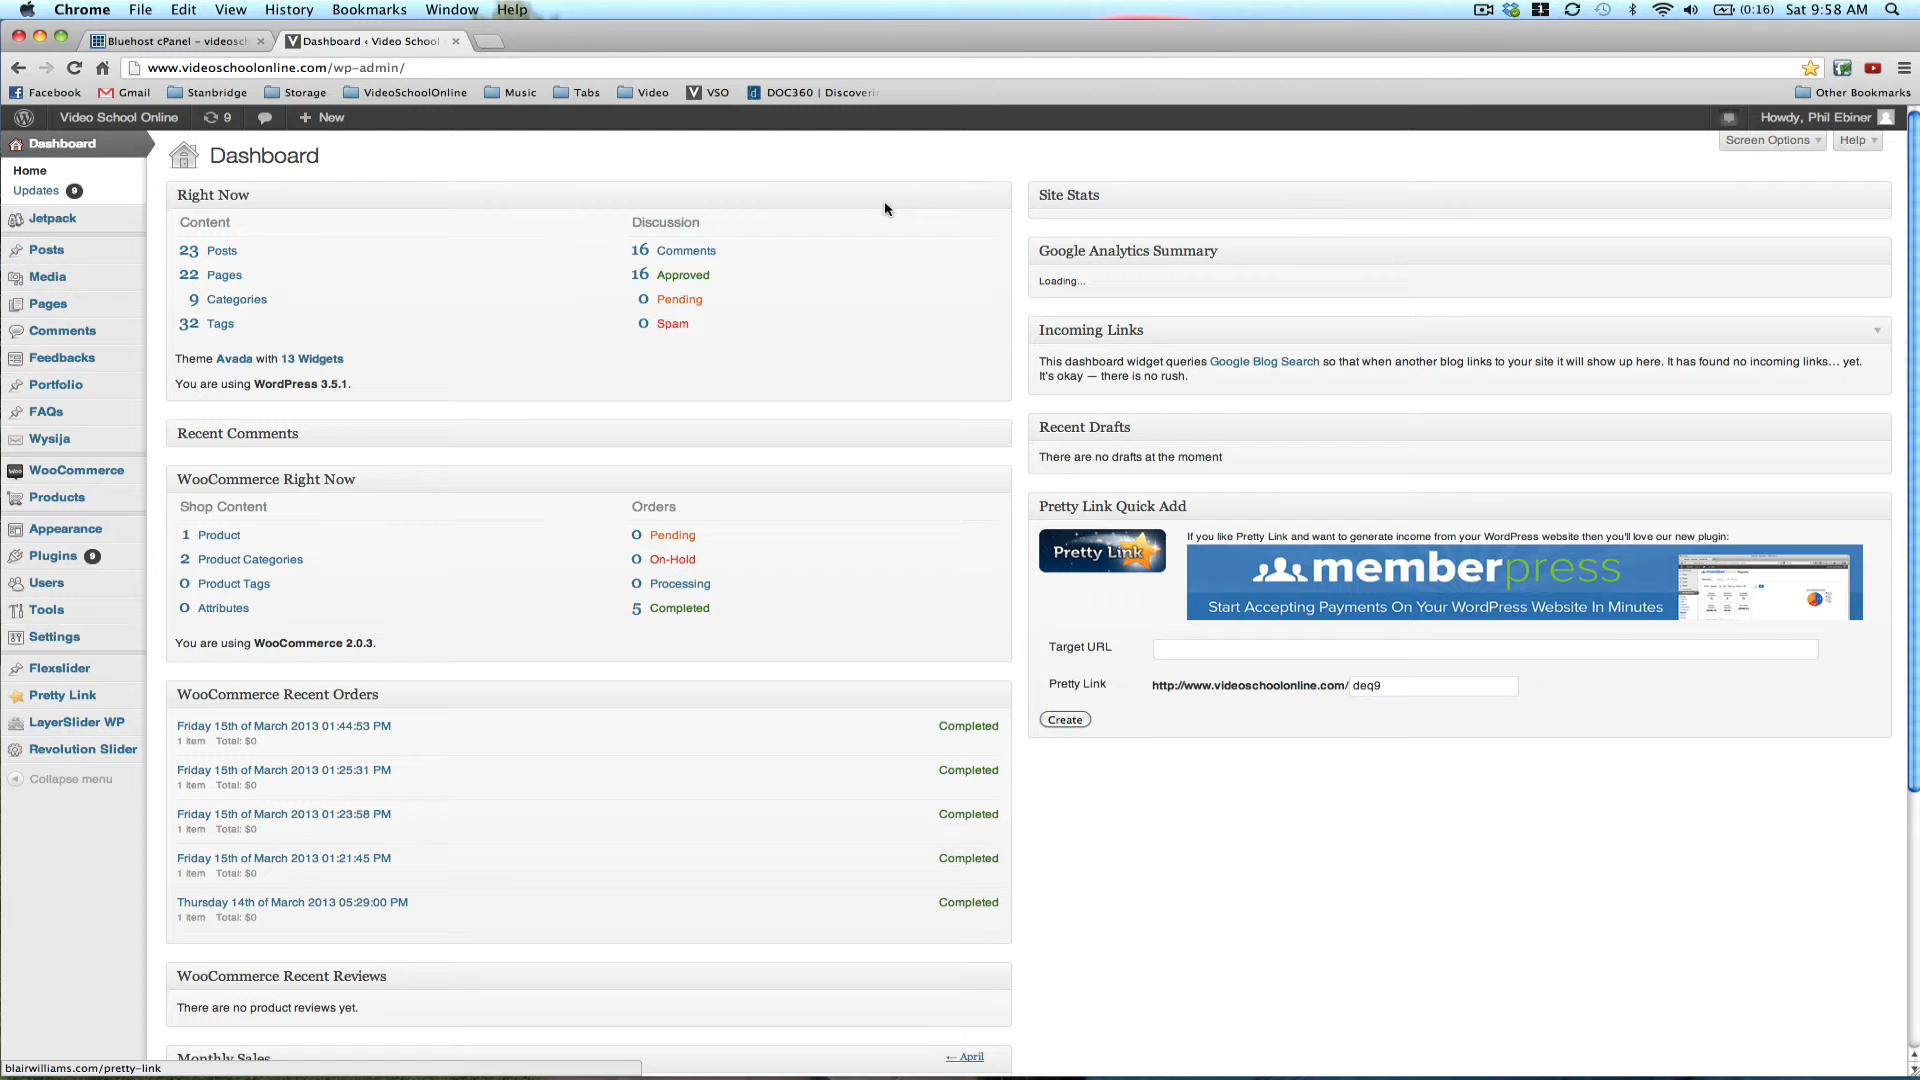 Chrome File Edit View History Bookmarks Window Help (0:16) Sat 9:58 AM
Bluehost cPanel – videosch Dashboard ‹ Video School
www.videoschoolonline.com/wp-admin/
Facebook Gmail Stanbridge Storage VideoSchoolOnline Music Tabs Video VSO DOC360 | Discoverin Other Bookmarks
Video School Online 9 New Howdy, Phil Ebiner
Dashboard
Home
Updates 9
Jetpack
Posts
Media
Pages
Comments
Feedbacks
Portfolio
FAQs
Wysija
WooCommerce
Products
Appearance
Plugins 9
Users
Tools
Settings
Flexslider
Pretty Link
LayerSlider WP
Revolution Slider
Collapse menu
Screen Options Help
Dashboard
Right Now
Content Discussion
23 Posts 16 Comments
22 Pages 16 Approved
9 Categories 0 Pending
32 Tags 0 Spam
Theme Avada with 13 Widgets
You are using WordPress 3.5.1.
Recent Comments
WooCommerce Right Now
Shop Content Orders
1 Product 0 Pending
2 Product Categories 0 On-Hold
0 Product Tags 0 Processing
0 Attributes 5 Completed
You are using WooCommerce 2.0.3.
WooCommerce Recent Orders
Friday 15th of March 2013 01:44:53 PM Completed
1 item Total: $0
Friday 15th of March 2013 01:25:31 PM Completed
1 item Total: $0
Friday 15th of March 2013 01:23:58 PM Completed
1 item Total: $0
Friday 15th of March 2013 01:21:45 PM Completed
1 item Total: $0
Thursday 14th of March 2013 05:29:00 PM Completed
1 item Total: $0
WooCommerce Recent Reviews
There are no product reviews yet.
Monthly Sales ← April
Site Stats
Google Analytics Summary
Loading...
Incoming Links
This dashboard widget queries Google Blog Search so that when another blog links to your site it will show up here. It has found no incoming links… yet.
It's okay — there is no rush.
Recent Drafts
There are no drafts at the moment
Pretty Link Quick Add
Pretty Link
If you like Pretty Link and want to generate income from your WordPress website then you'll love our new plugin:
memberpress
Start Accepting Payments On Your WordPress Website In Minutes
Target URL
Pretty Link http://www.videoschoolonline.com/ deq9
Create
blairwilliams.com/pretty-link